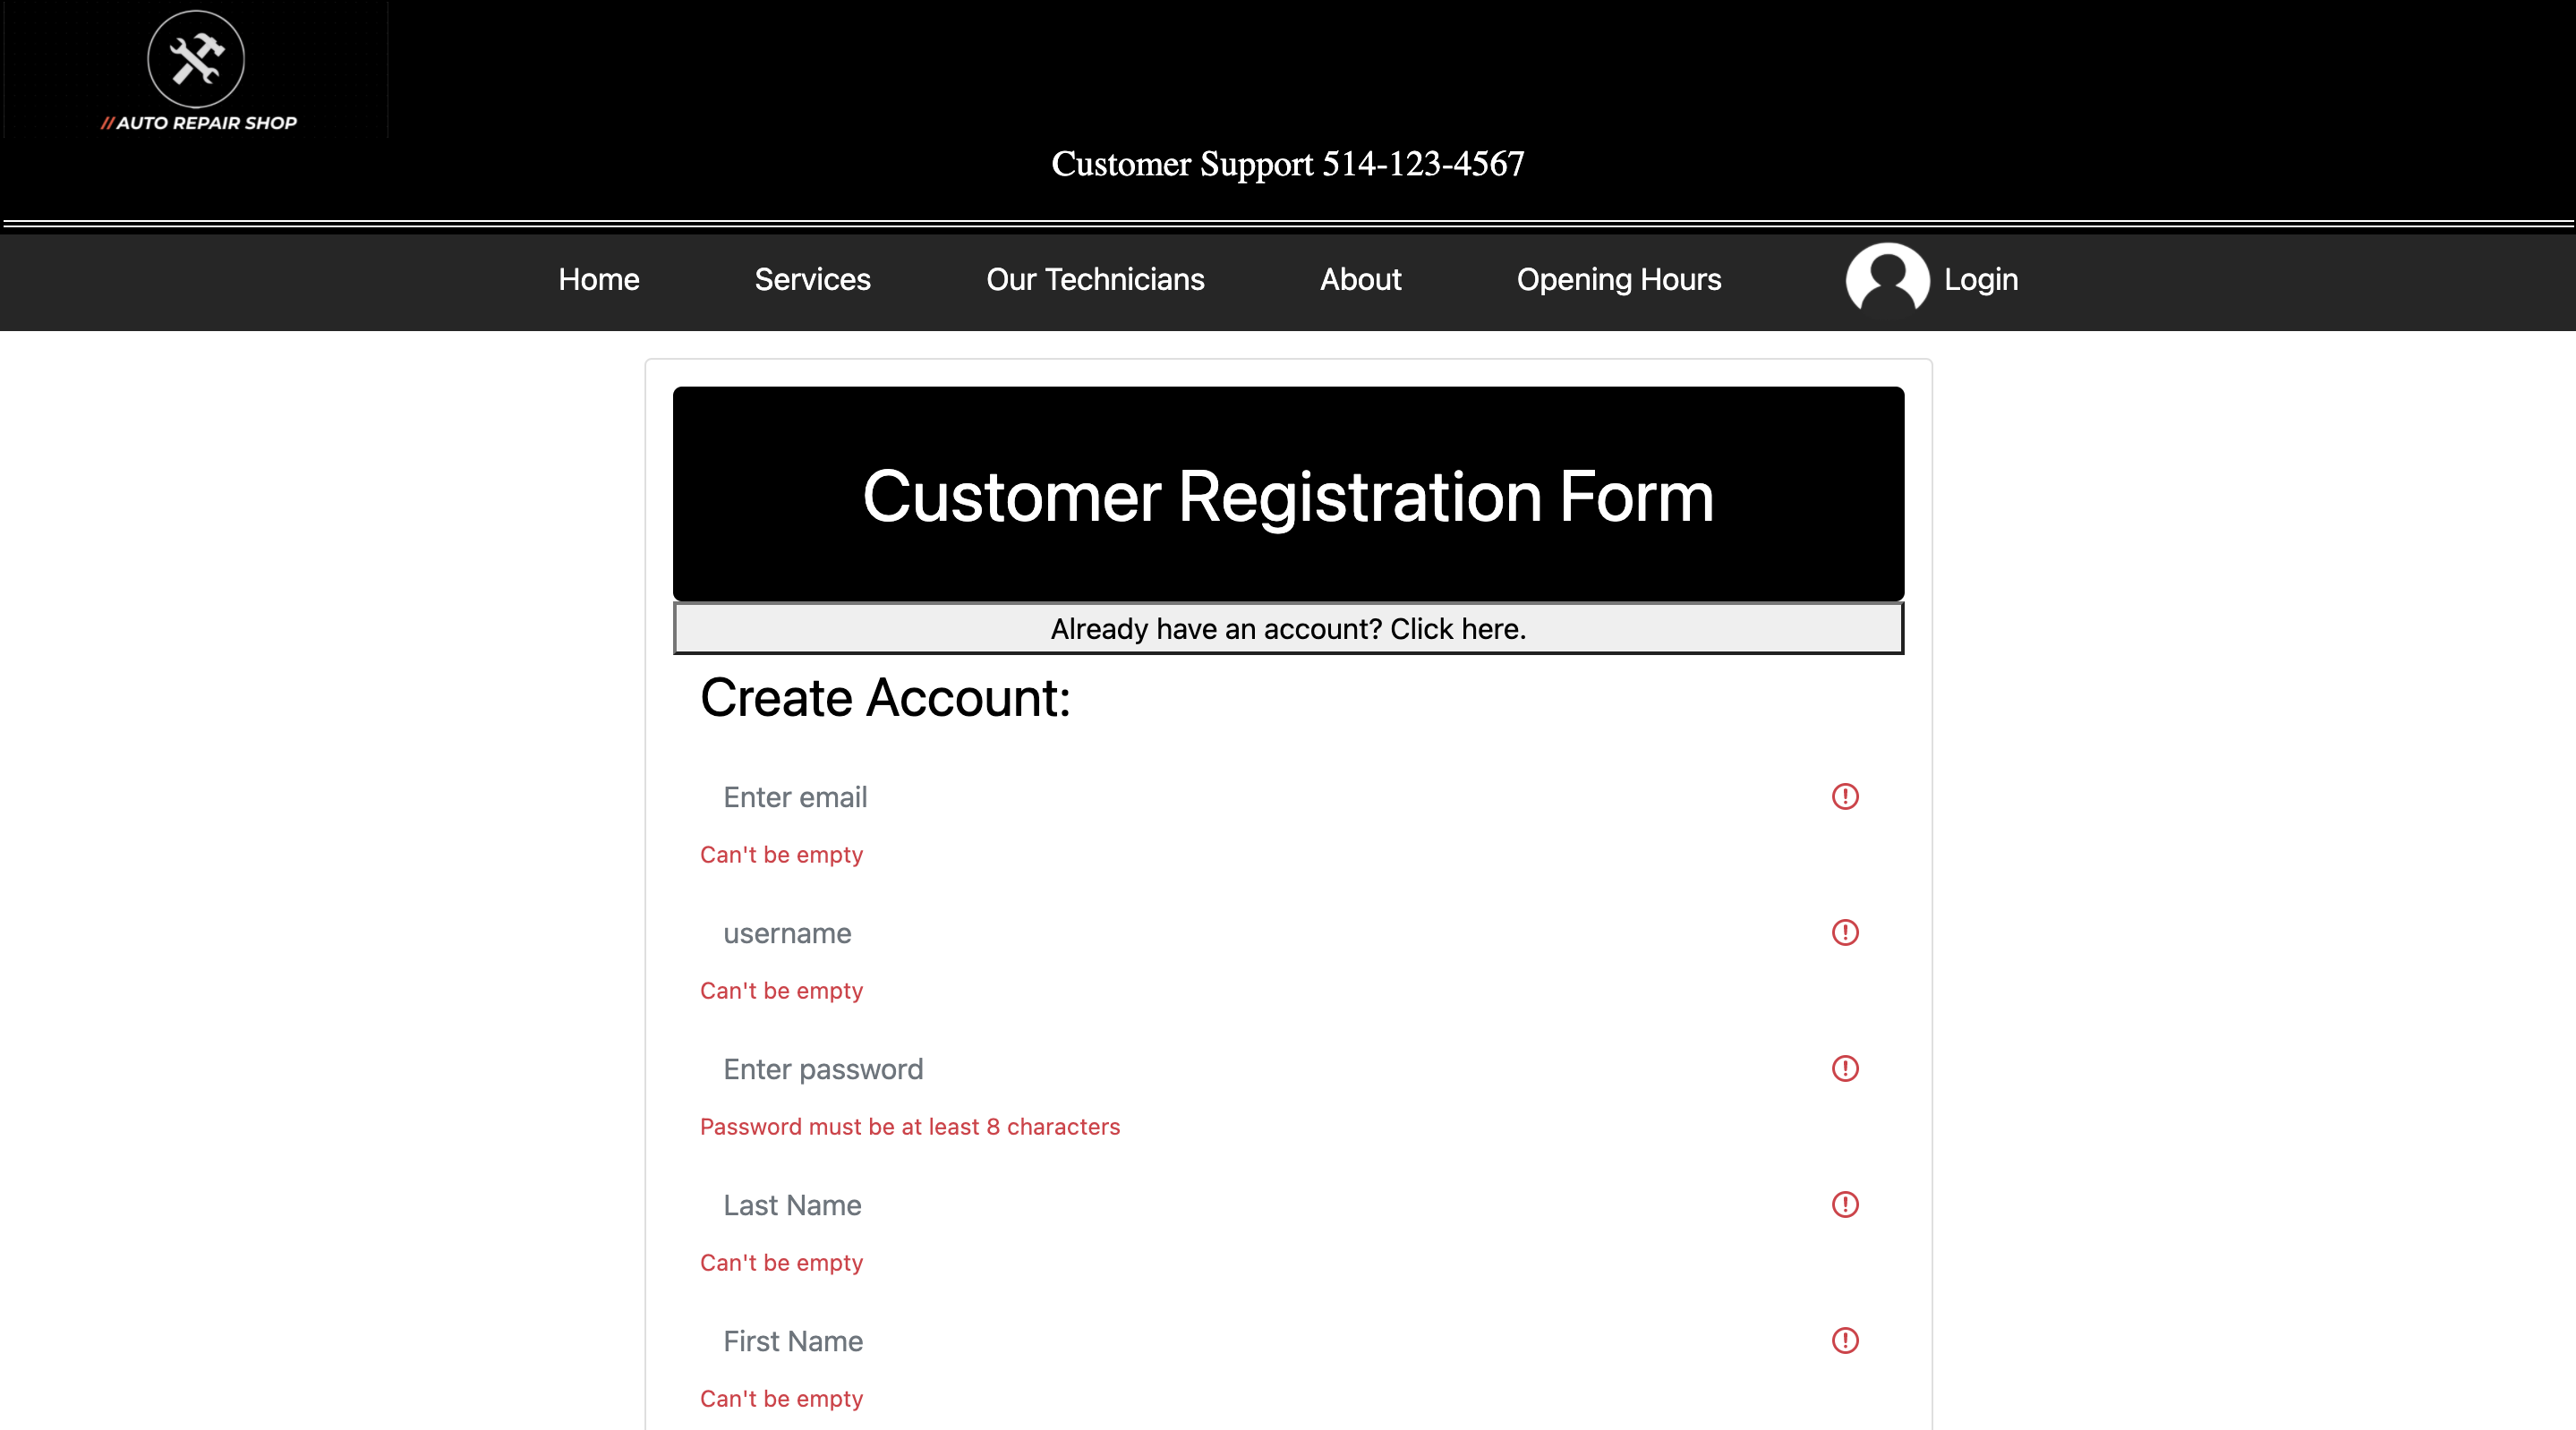 //AUTO REPAIR SHOP
Customer Support 514-123-4567
Home Services Our Technicians About Opening Hours Login
Customer Registration Form
Already have an account? Click here.
Create Account:
Enter email
Can't be empty
username
Can't be empty
Enter password
Password must be at least 8 characters
Last Name
Can't be empty
First Name
Can't be empty